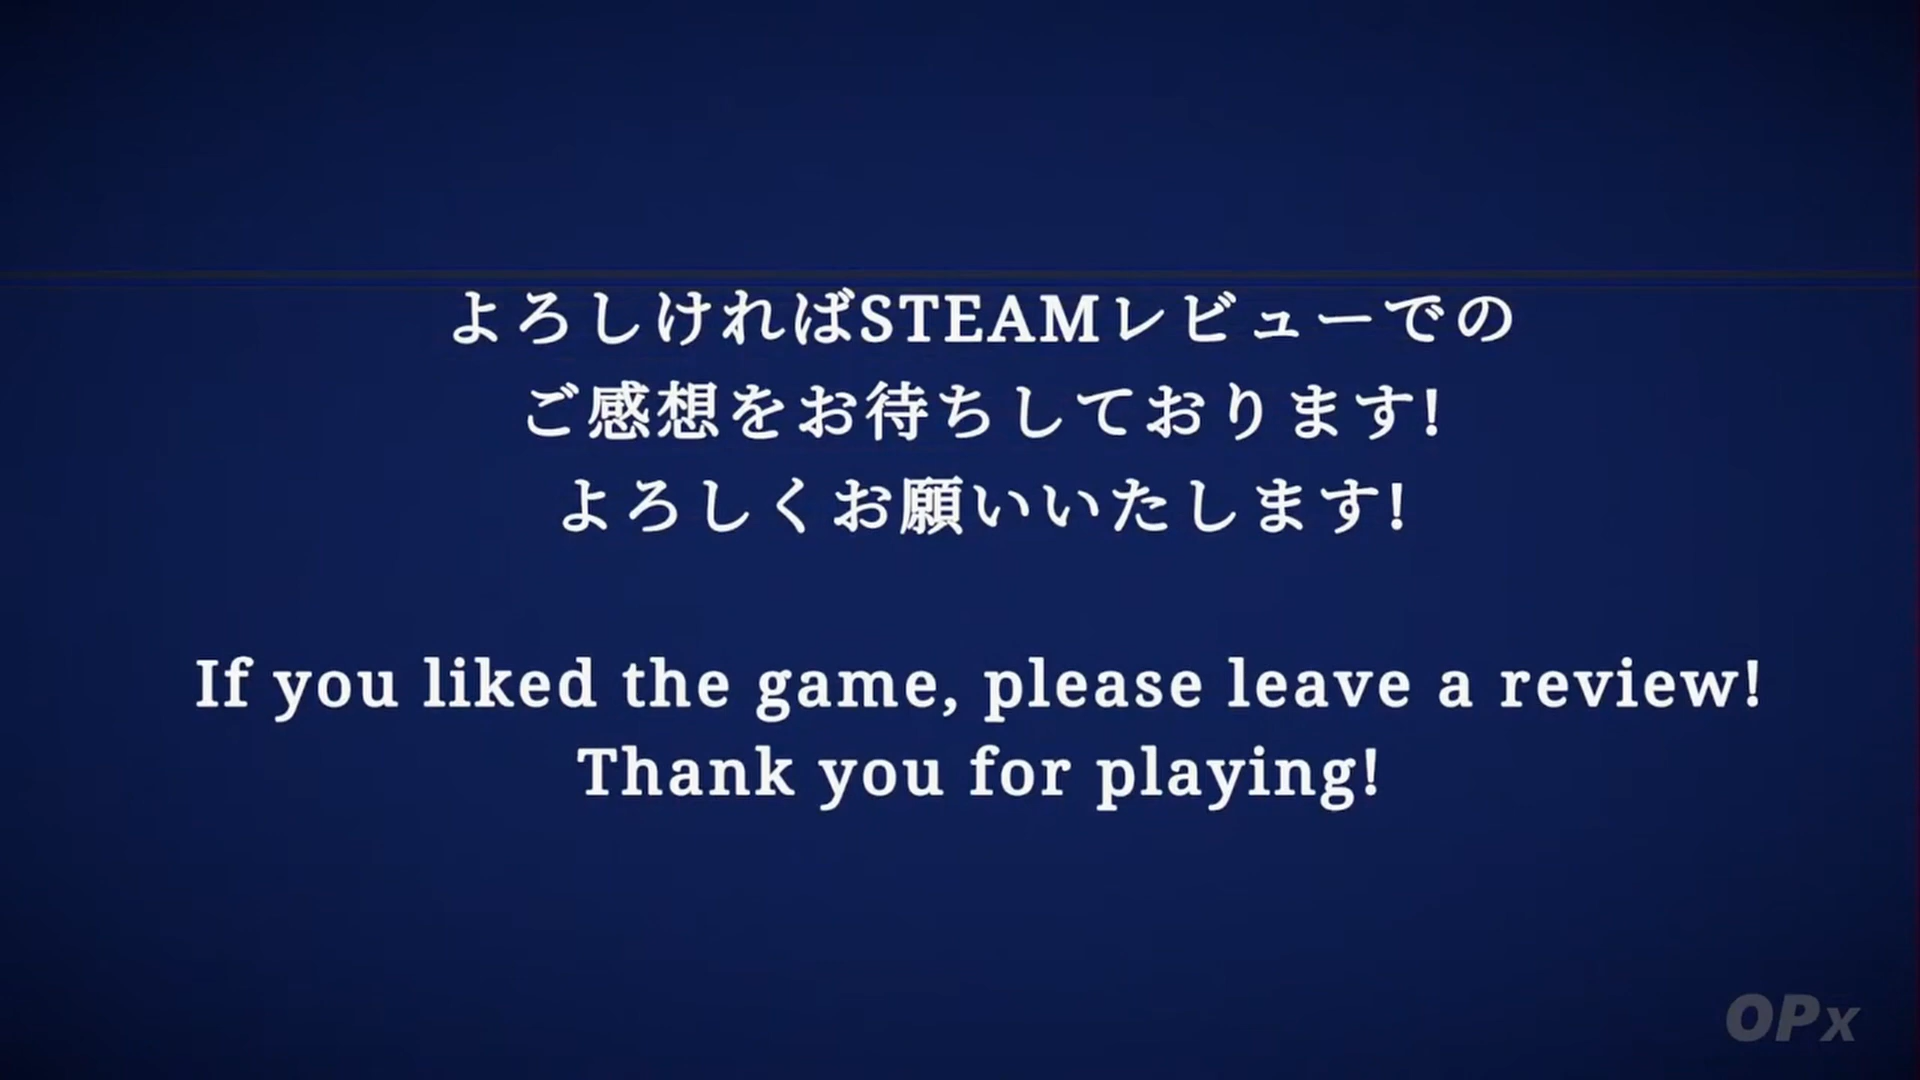 よろしければSTEAMレビューでの
ご感想をお待ちしております!
よろしくお願いいたします!
If you liked the game, please leave a review!
Thank you for playing!
OPx